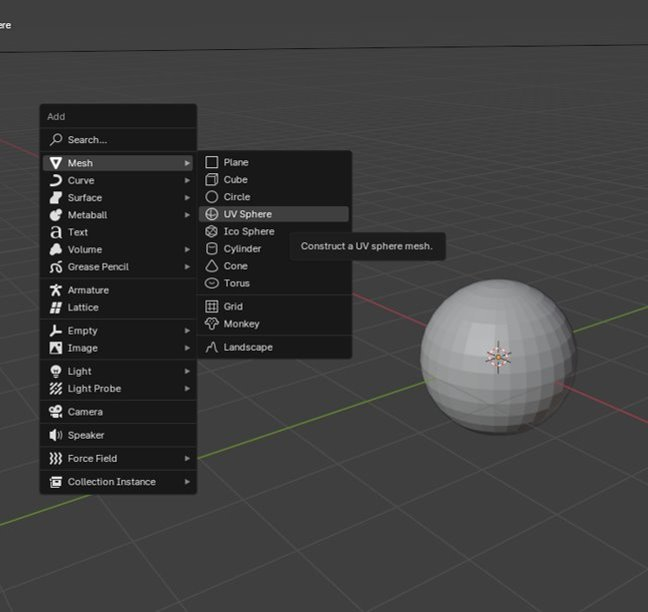 ere
Add
Search...
Mesh
Curve
Surface
Metaball
Text
Volume
Grease Pencil
Armature
Lattice
Empty
Image
Light
Light Probe
Camera
Speaker
Force Field
Collection Instance
Plane
Cube
Circle
UV Sphere
Ico Sphere
Cylinder
Cone
Torus
Grid
Monkey
Landscape
Construct a UV sphere mesh.